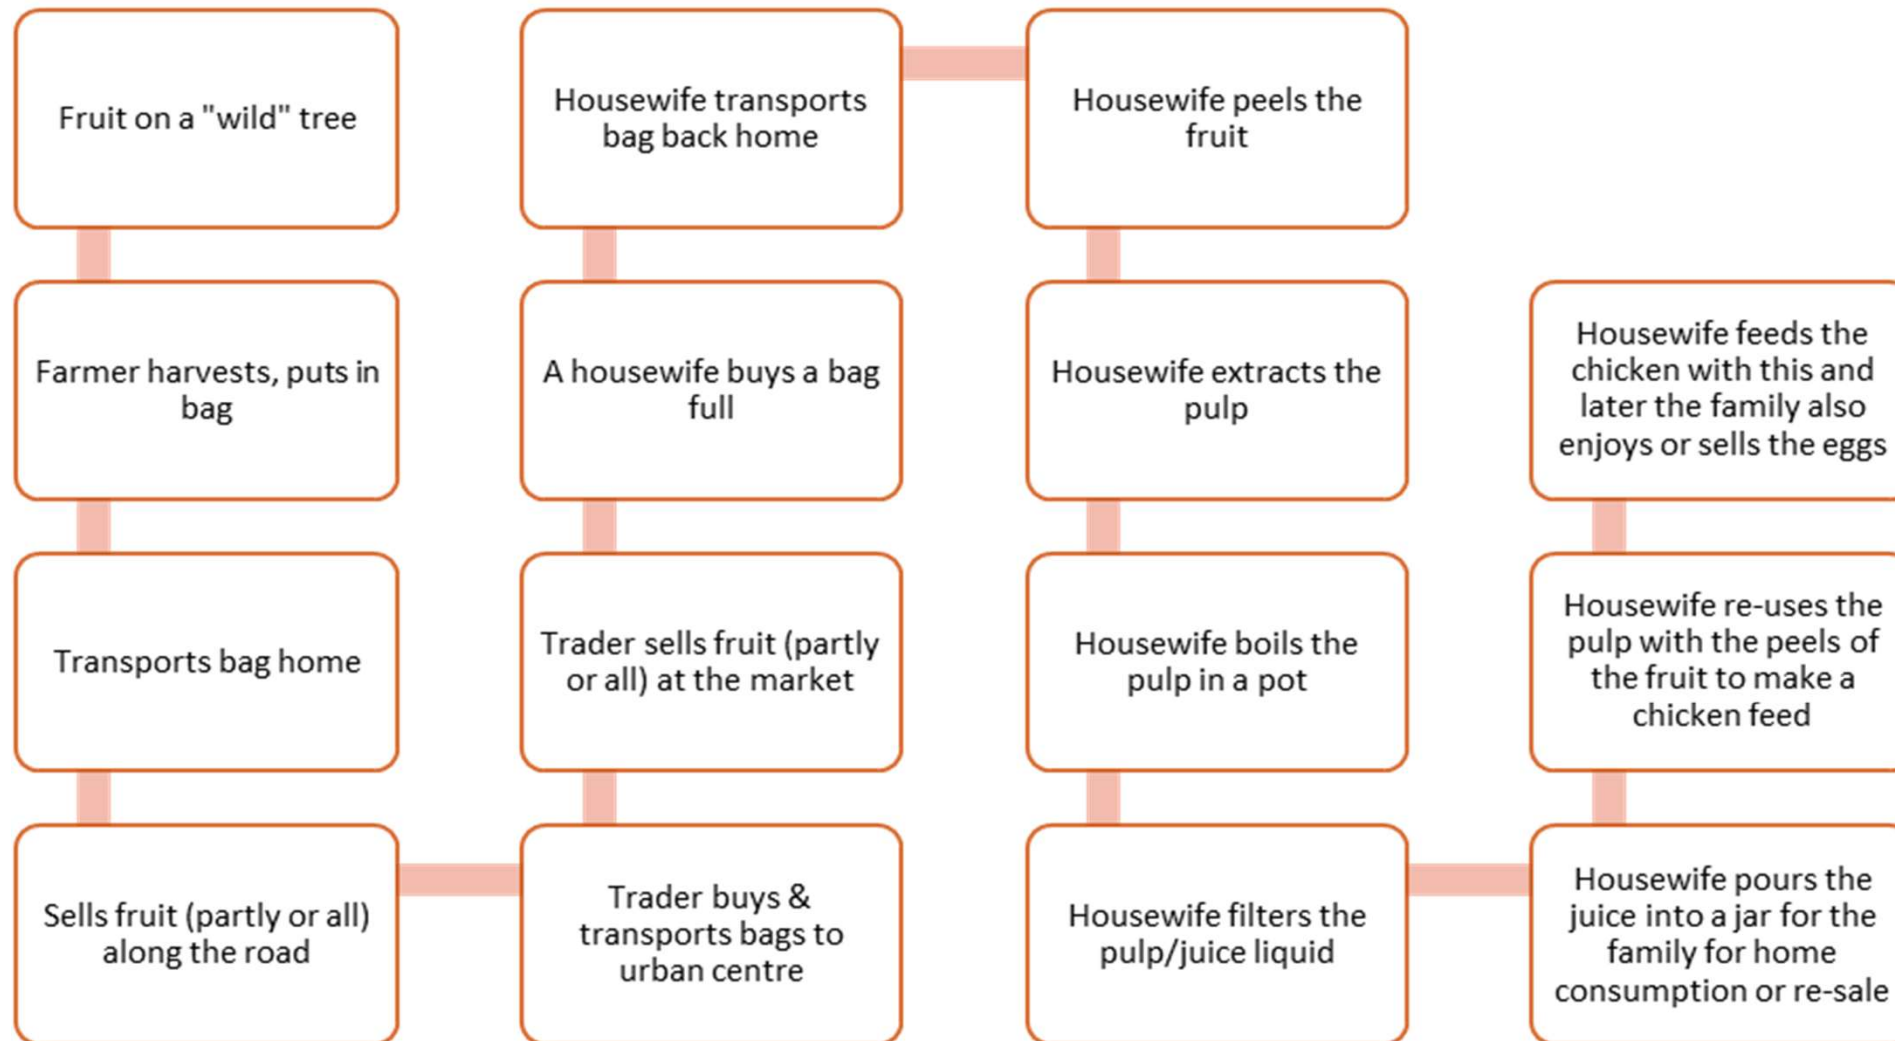 Fruit on a "wild" tree
Farmer harvests, puts in
bag
Transports bag home
Sells fruit (partly or all)
along the road
Trader buys &
transports bags to
urban centre
Trader sells fruit (partly
or all) at the market
A housewife buys a bag
full
Housewife transports
bag back home
Housewife peels the
fruit
Housewife extracts the
pulp
Housewife boils the
pulp in a pot
Housewife filters the
pulp/juice liquid
Housewife pours the
juice into a jar for the
family for home
consumption or re-sale
Housewife re-uses the
pulp with the peels of
the fruit to make a
chicken feed
Housewife feeds the
chicken with this and
later the family also
enjoys or sells the eggs